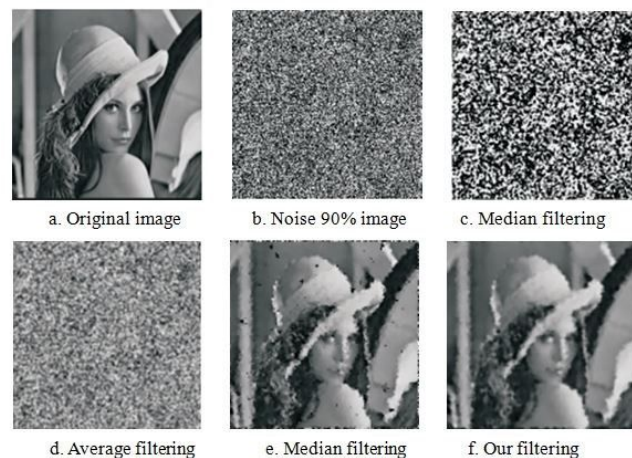 a. Original image
b. Noise 90% image
c. Median filtering
d. Average filtering
e. Median filtering
f. Our filtering